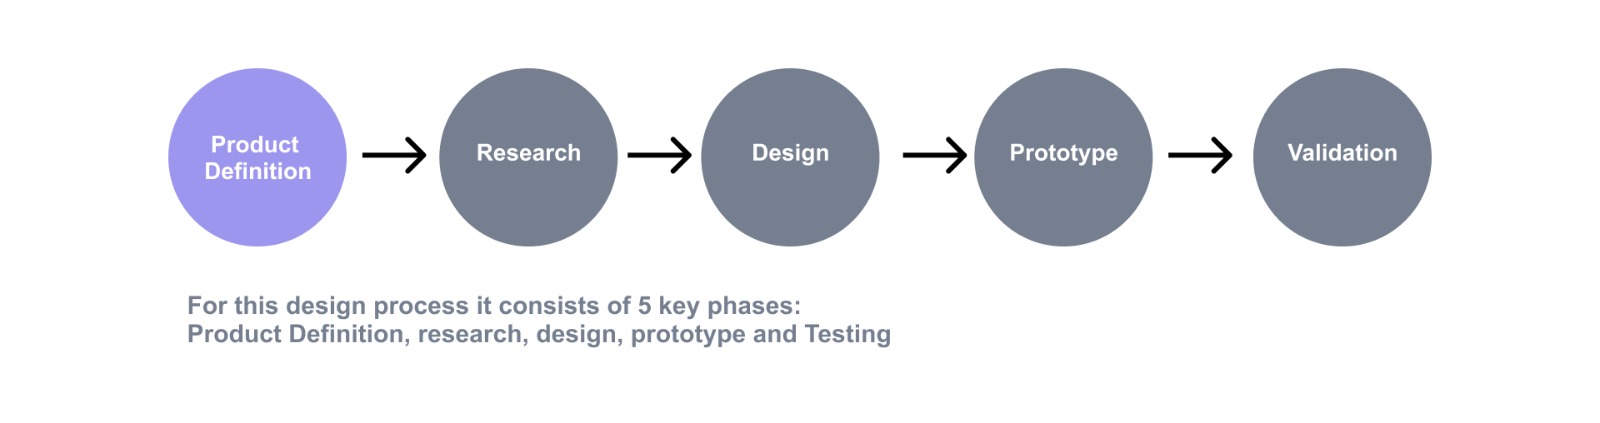 Product
Definition
Research
Design
Prototype
Validation
For this design process it consists of 5 key phases:
Product Definition, research, design, prototype and Testing